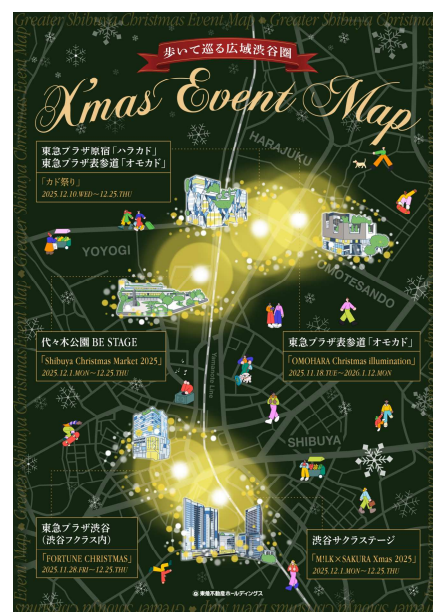 Greater Shibuya Christmas Event Map ● Greater Shibuya Christmas
歩いて巡る広域渋谷圏
X'mas Event Map
東急プラザ原宿「ハラカド」
東急プラザ表参道「オモカド」
「カド祭り」
2025.12.10.WED〜12.25.THU
HARAJUKU
YOYOGI
OMOTESANDO
代々木公園 BE STAGE
「Shibuya Christmas Market 2025」
2025.12.1.MON〜12.25.THU
東急プラザ表参道「オモカド」
「OMOHARA Christmas illumination」
2025.11.18.TUE〜2026.1.12.MON
Yamanote Line
SHIBUYA
東急プラザ渋谷
(渋谷フクラス内)
「FORTUNE CHRISTMAS」
2025.11.28.FRI〜12.25.THU
渋谷サクラステージ
「M!LK×SAKURA Xmas 2025」
2025.12.1.MON〜12.25.THU
東急不動産ホールディングス